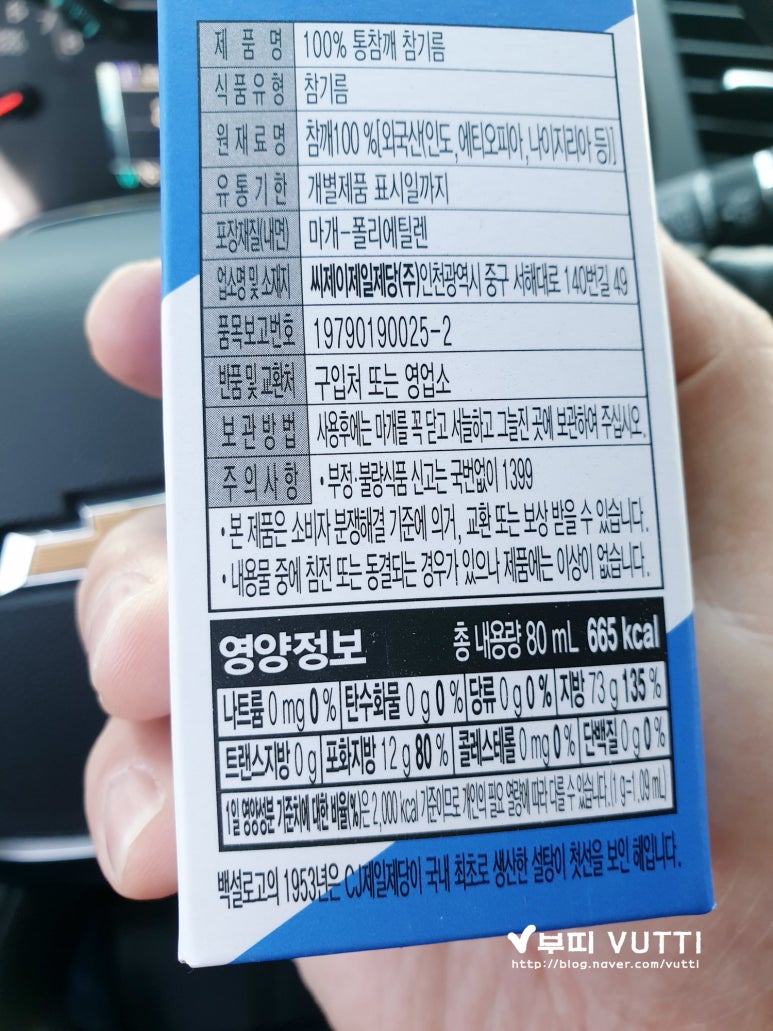 제품명 100% 통참깨 참기름
식품유형 참기름
원재료명 참깨100 %[외국산(인도, 에티오피아, 나이지리아 등)]
유통기한 개별제품 표시일까지
포장재질(내면) 마개-폴리에틸렌
업소명 및 소재지 씨제이제일제당(주)인천광역시 중구 서해대로 140번길 49
품목보고번호 19790190025-2
반품 및 교환처 구입처 또는 영업소
보관방법 사용후에는 마개를 꼭 닫고 서늘하고 그늘진 곳에 보관하여 주십시오.
주의사항 • 부정·불량식품 신고는 국번없이 1399
• 본 제품은 소비자 분쟁해결 기준에 의거, 교환 또는 보상 받을 수 있습니다.
• 내용물 중에 침전 또는 동결되는 경우가 있으나 제품에는 이상이 없습니다.
영양정보 총 내용량 80 mL 665 kcal
나트륨 0 mg 0 % 탄수화물 0 g 0 % 당류 0 g 0 % 지방 73 g 135 %
트랜스지방 0 g 포화지방 12 g 80 % 콜레스테롤 0 mg 0 % 단백질 0 g 0 %
1일 영양성분 기준치에 대한 비율(%)은 2,000 kcal 기준이므로 개인의 필요 열량에 따라 다를 수 있습니다.(1 g=1.09 mL)
백설로고의 1953년은 CJ제일제당이 국내 최초로 생산한 설탕이 첫선을 보인 해입니다.
부띠 VUTTI
http://blog.naver.com/vutti